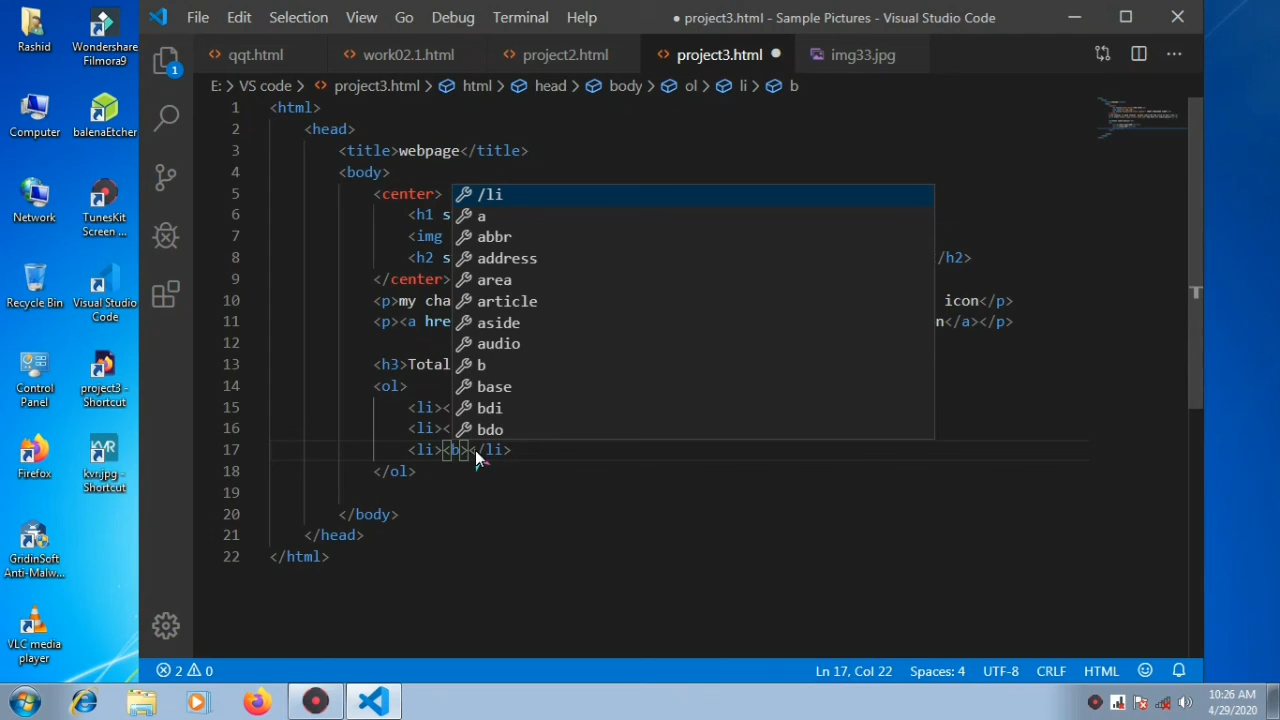 Rashid
Wondershare Filmora9
Computer
balenaEtcher
Network
TunesKit Screen ...
Recycle Bin
Visual Studio Code
Control Panel
project3 - Shortcut
Firefox
kvr.jpg - Shortcut
GridinSoft Anti-Malw...
VLC media player
File Edit Selection View Go Debug Terminal Help ● project3.html - Sample Pictures - Visual Studio Code
qqt.html work02.1.html project2.html project3.html img33.jpg
E: > VS code > project3.html > html > head > body > ol > li > b
1 <html>
2 <head>
3 <title>webpage</title>
4 <body>
5 <center>
6 <h1 s
7 <img
8 <h2 s /h2>
9 </center>
10 <p>my cha icon</p>
11 <p><a hre n</a></p>
12
13 <h3>Total
14 <ol>
15 <li><
16 <li><
17 <li><b></li>
18 </ol>
19
20 </body>
21 </head>
22 </html>
/li
a
abbr
address
area
article
aside
audio
b
base
bdi
bdo
1
KVR
2 0 Ln 17, Col 22 Spaces: 4 UTF-8 CRLF HTML
10:26 AM
4/29/2020